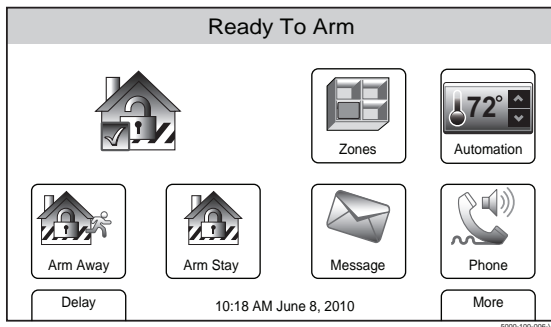 Ready To Arm
72°
Zones
Automation
Arm Away
Arm Stay
Message
Phone
Delay
10:18 AM June 8, 2010
More